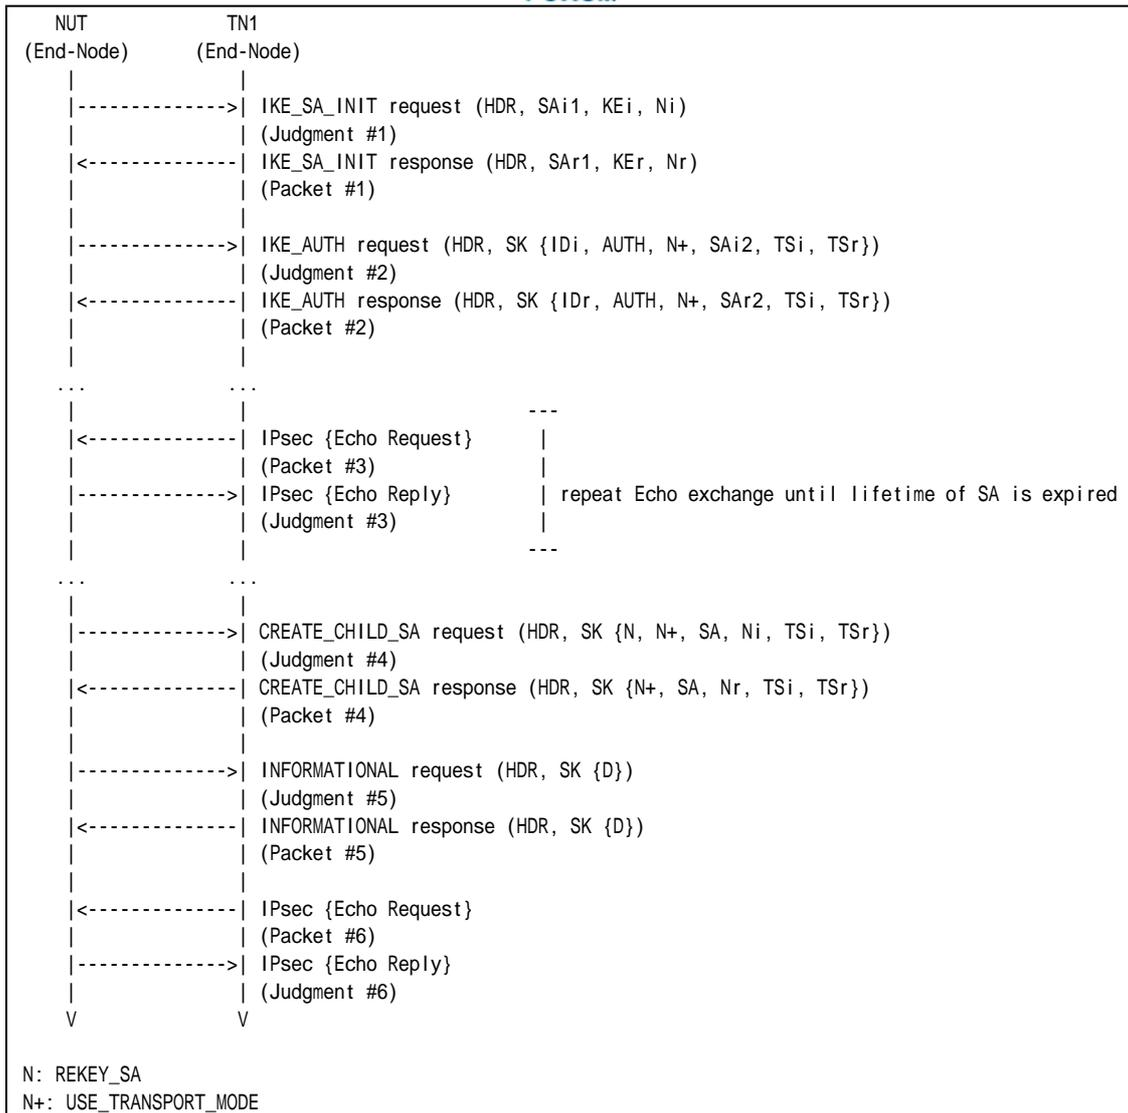 NUT TN1
(End-Node) (End-Node)
| |
|-------------->| IKE_SA_INIT request (HDR, SAi1, KEi, Ni)
| | (Judgment #1)
|<--------------| IKE_SA_INIT response (HDR, SAr1, KEr, Nr)
| | (Packet #1)
| |
|-------------->| IKE_AUTH request (HDR, SK {IDi, AUTH, N+, SAi2, TSi, TSr})
| | (Judgment #2)
|<--------------| IKE_AUTH response (HDR, SK {IDr, AUTH, N+, SAr2, TSi, TSr})
| | (Packet #2)
| |
... ...
| | ---
|<--------------| IPsec {Echo Request} |
| | (Packet #3) |
|-------------->| IPsec {Echo Reply} | repeat Echo exchange until lifetime of SA is expired
| | (Judgment #3) |
| | ---
... ...
| |
|-------------->| CREATE_CHILD_SA request (HDR, SK {N, N+, SA, Ni, TSi, TSr})
| | (Judgment #4)
|<--------------| CREATE_CHILD_SA response (HDR, SK {N+, SA, Nr, TSi, TSr})
| | (Packet #4)
| |
|-------------->| INFORMATIONAL request (HDR, SK {D})
| | (Judgment #5)
|<--------------| INFORMATIONAL response (HDR, SK {D})
| | (Packet #5)
| |
|<--------------| IPsec {Echo Request}
| | (Packet #6)
|-------------->| IPsec {Echo Reply}
| | (Judgment #6)
V V
N: REKEY_SA
N+: USE_TRANSPORT_MODE